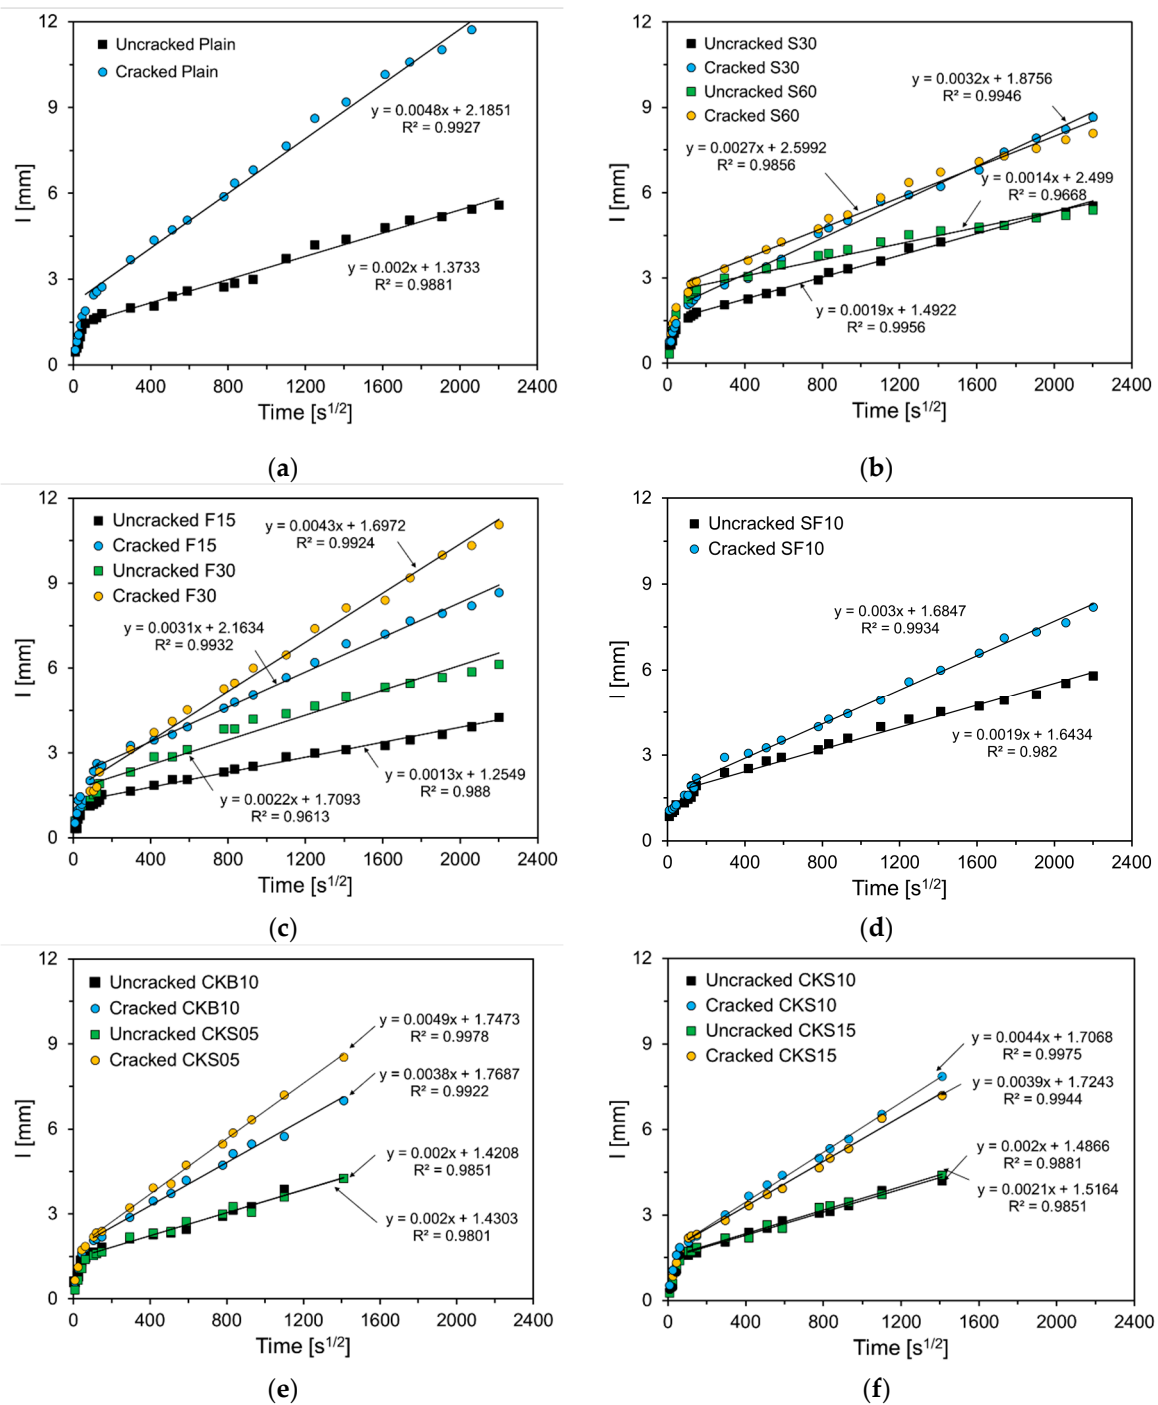 12
9
6
3
0
I [mm]
Uncracked Plain
Cracked Plain
y = 0.0048x + 2.1851
R² = 0.9927
y = 0.002x + 1.3733
R² = 0.9881
0 400 800 1200 1600 2000 2400
Time [s1/2]
(a)
12
9
6
3
0
I [mm]
Uncracked S30
Cracked S30
Uncracked S60
Cracked S60
y = 0.0032x + 1.8756
R² = 0.9946
y = 0.0027x + 2.5992
R² = 0.9856
y = 0.0014x + 2.499
R² = 0.9668
y = 0.0019x + 1.4922
R² = 0.9956
0 400 800 1200 1600 2000 2400
Time [s1/2]
(b)
12
9
6
3
0
I [mm]
Uncracked F15
Cracked F15
Uncracked F30
Cracked F30
y = 0.0043x + 1.6972
R² = 0.9924
y = 0.0031x + 2.1634
R² = 0.9932
y = 0.0013x + 1.2549
R² = 0.988
y = 0.0022x + 1.7093
R² = 0.9613
0 400 800 1200 1600 2000 2400
Time [s1/2]
(c)
12
9
6
3
0
I [mm]
Uncracked SF10
Cracked SF10
y = 0.003x + 1.6847
R² = 0.9934
y = 0.0019x + 1.6434
R² = 0.982
0 400 800 1200 1600 2000 2400
Time [s1/2]
(d)
12
9
6
3
0
I [mm]
Uncracked CKB10
Cracked CKB10
Uncracked CKS05
Cracked CKS05
y = 0.0049x + 1.7473
R² = 0.9978
y = 0.0038x + 1.7687
R² = 0.9922
y = 0.002x + 1.4208
R² = 0.9851
y = 0.002x + 1.4303
R² = 0.9801
0 400 800 1200 1600 2000 2400
Time [s1/2]
(e)
12
9
6
3
0
I [mm]
Uncracked CKS10
Cracked CKS10
Uncracked CKS15
Cracked CKS15
y = 0.0044x + 1.7068
R² = 0.9975
y = 0.0039x + 1.7243
R² = 0.9944
y = 0.002x + 1.4866
R² = 0.9881
y = 0.0021x + 1.5164
R² = 0.9851
0 400 800 1200 1600 2000 2400
Time [s1/2]
(f)